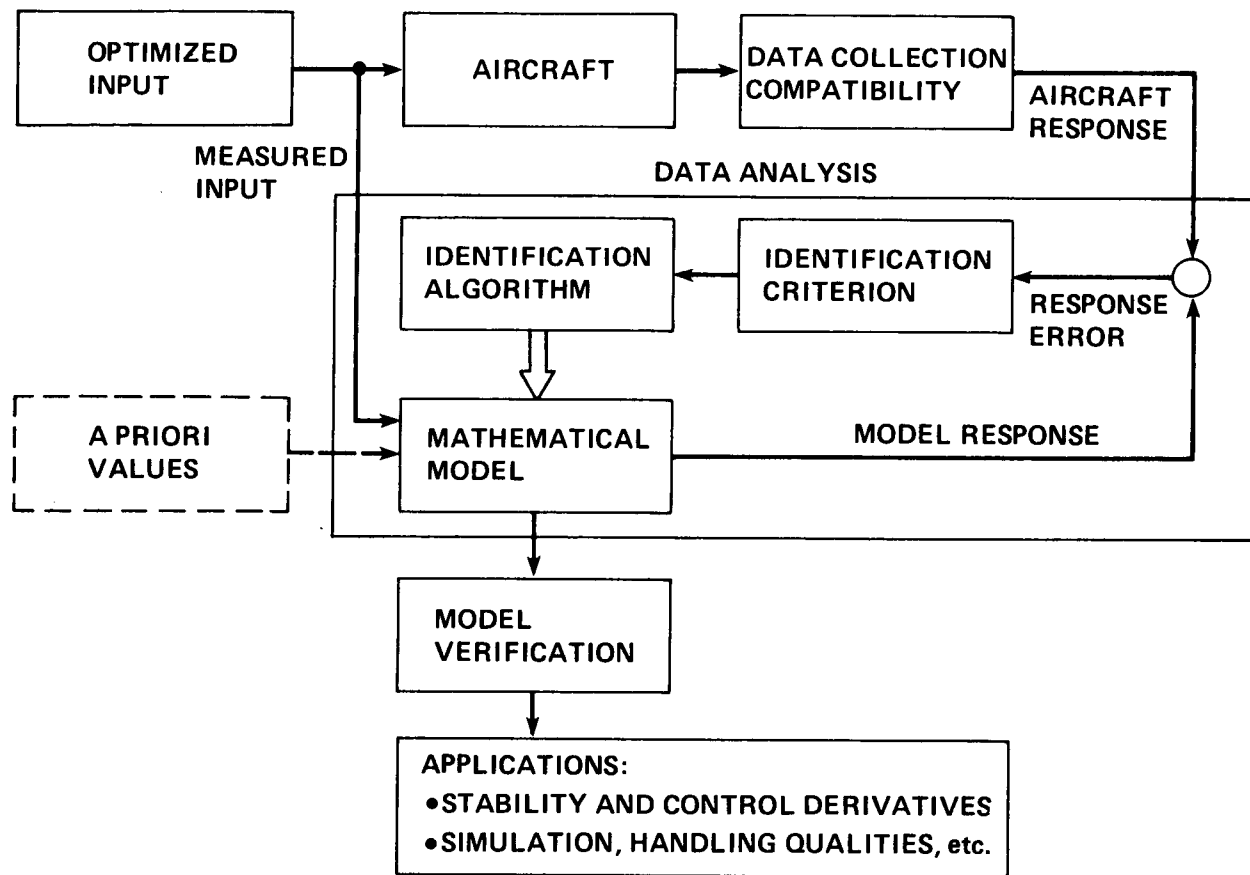 OPTIMIZED
INPUT
AIRCRAFT
DATA COLLECTION
COMPATIBILITY
AIRCRAFT
RESPONSE
MEASURED
INPUT
DATA ANALYSIS
IDENTIFICATION
ALGORITHM
IDENTIFICATION
CRITERION
RESPONSE
ERROR
A PRIORI
VALUES
MATHEMATICAL
MODEL
MODEL RESPONSE
MODEL
VERIFICATION
APPLICATIONS:
•STABILITY AND CONTROL DERIVATIVES
•SIMULATION, HANDLING QUALITIES, etc.